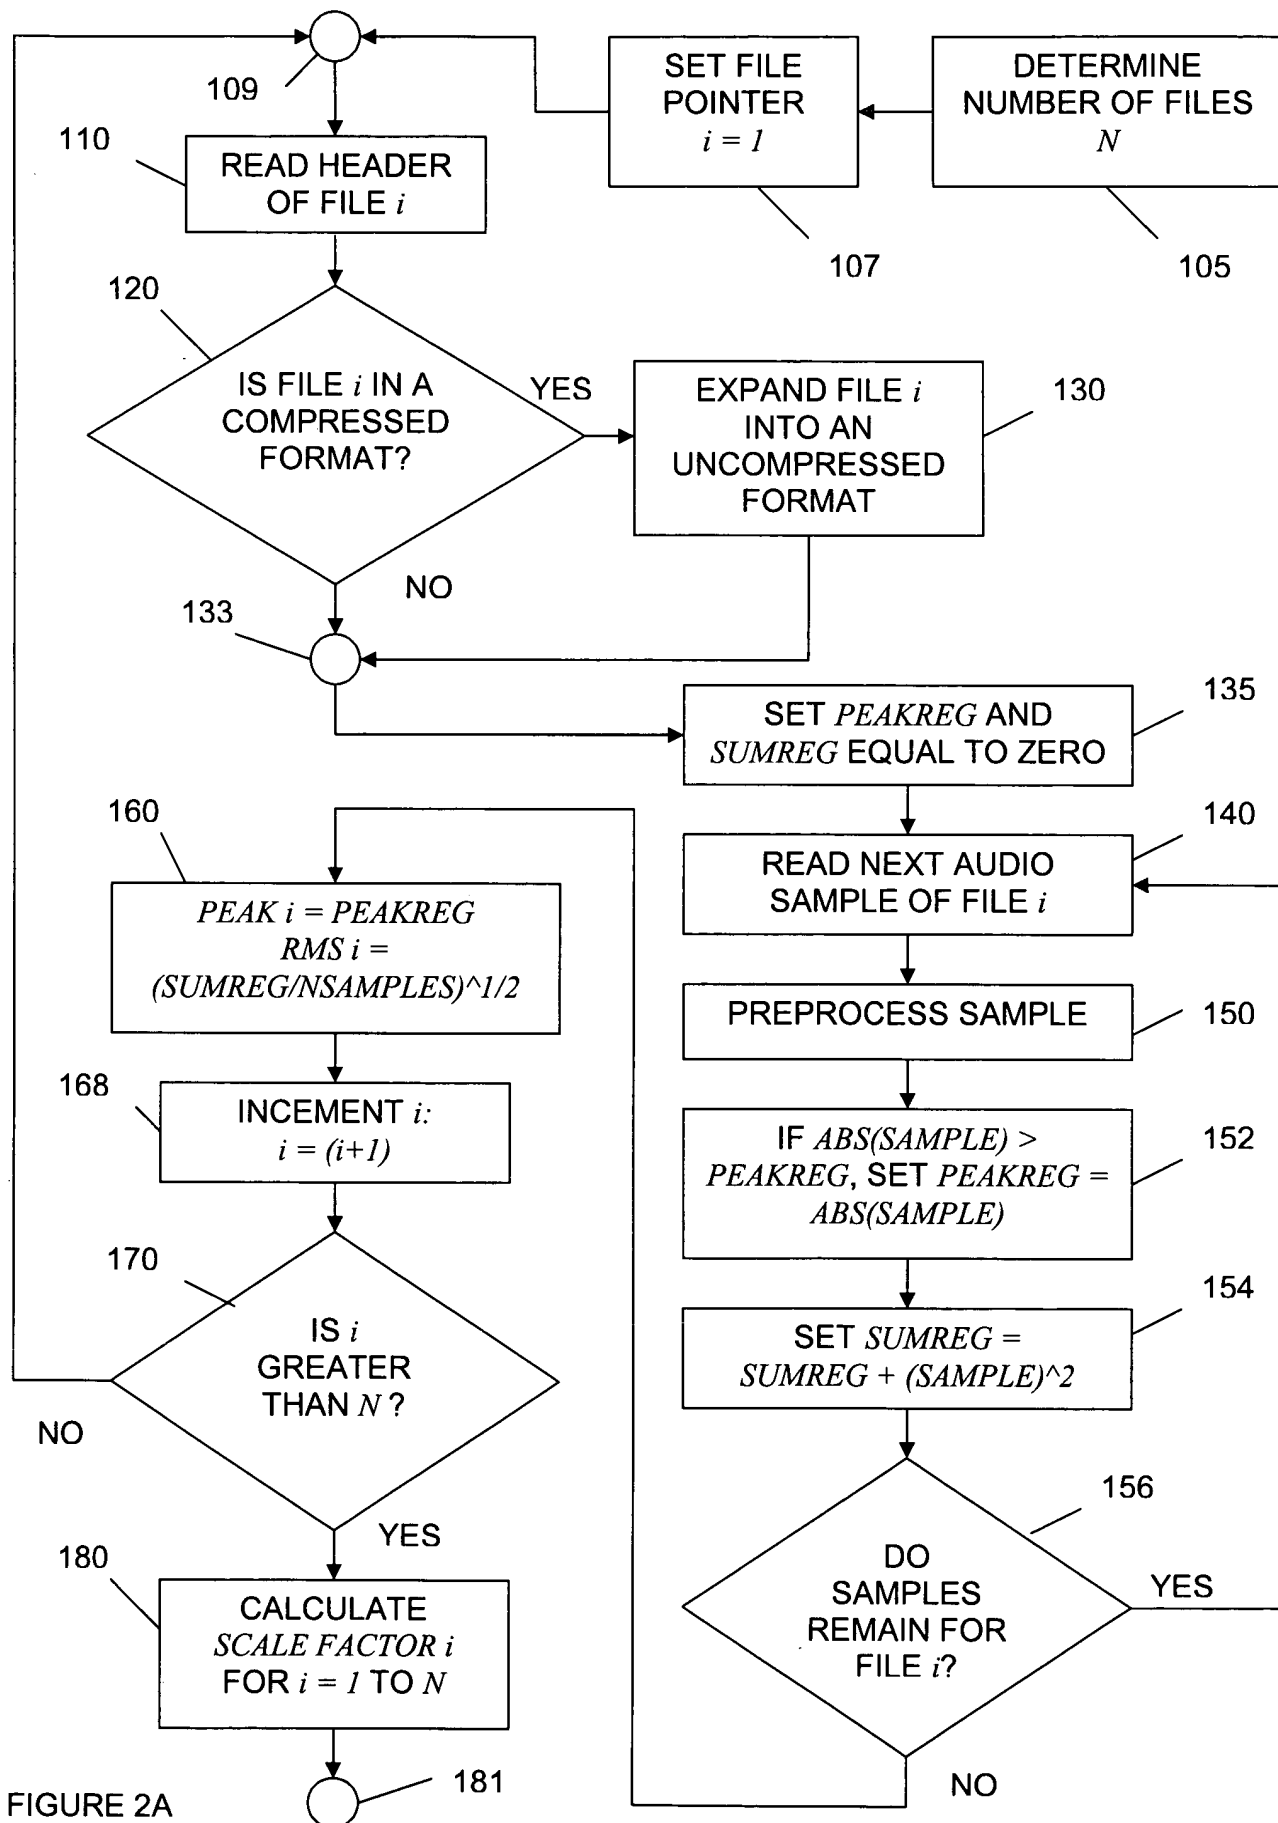 109
SET FILE
POINTER
i = 1
107
DETERMINE
NUMBER OF FILES
N
105
110
READ HEADER
OF FILE i
120
IS FILE i IN A
COMPRESSED
FORMAT?
YES
NO
EXPAND FILE i
INTO AN
UNCOMPRESSED
FORMAT
130
133
SET PEAKREG AND
SUMREG EQUAL TO ZERO
135
READ NEXT AUDIO
SAMPLE OF FILE i
140
PREPROCESS SAMPLE
150
IF ABS(SAMPLE) >
PEAKREG, SET PEAKREG =
ABS(SAMPLE)
152
SET SUMREG =
SUMREG + (SAMPLE)^2
154
DO
SAMPLES
REMAIN FOR
FILE i?
156
YES
NO
160
PEAK i = PEAKREG
RMS i =
(SUMREG/NSAMPLES)^1/2
168
INCEMENT i:
i = (i+1)
170
IS i
GREATER
THAN N ?
NO
YES
180
CALCULATE
SCALE FACTOR i
FOR i = 1 TO N
181
FIGURE 2A